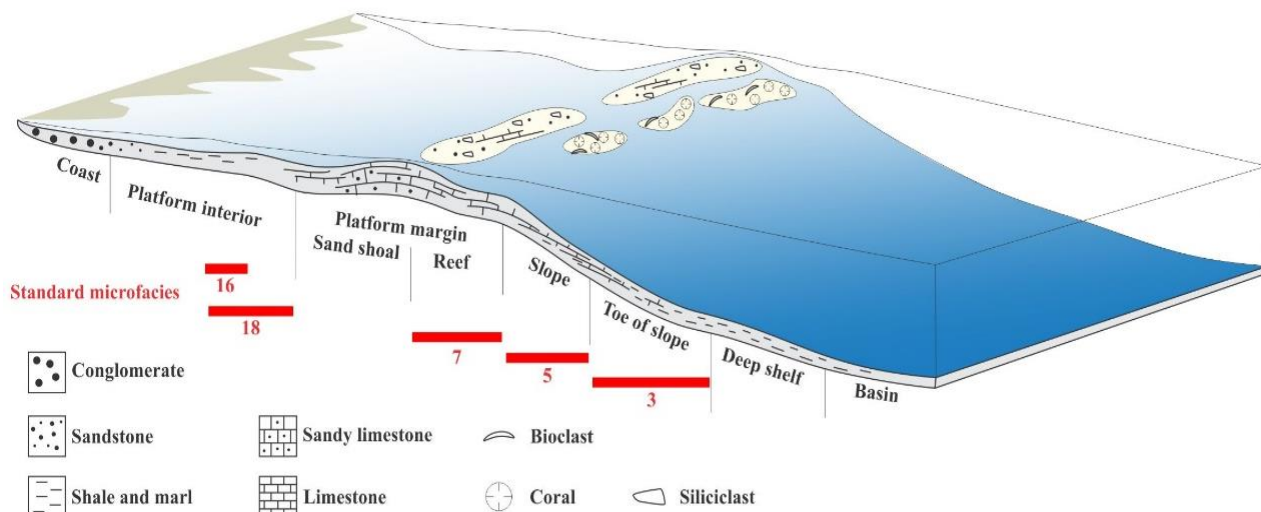 Coast
Platform interior
Platform margin
Sand shoal
Reef
Slope
Toe of slope
Deep shelf
Basin
Standard microfacies
16
18
7
5
3
Conglomerate
Sandstone
Sandy limestone
Bioclast
Shale and marl
Limestone
Coral
Siliciclast